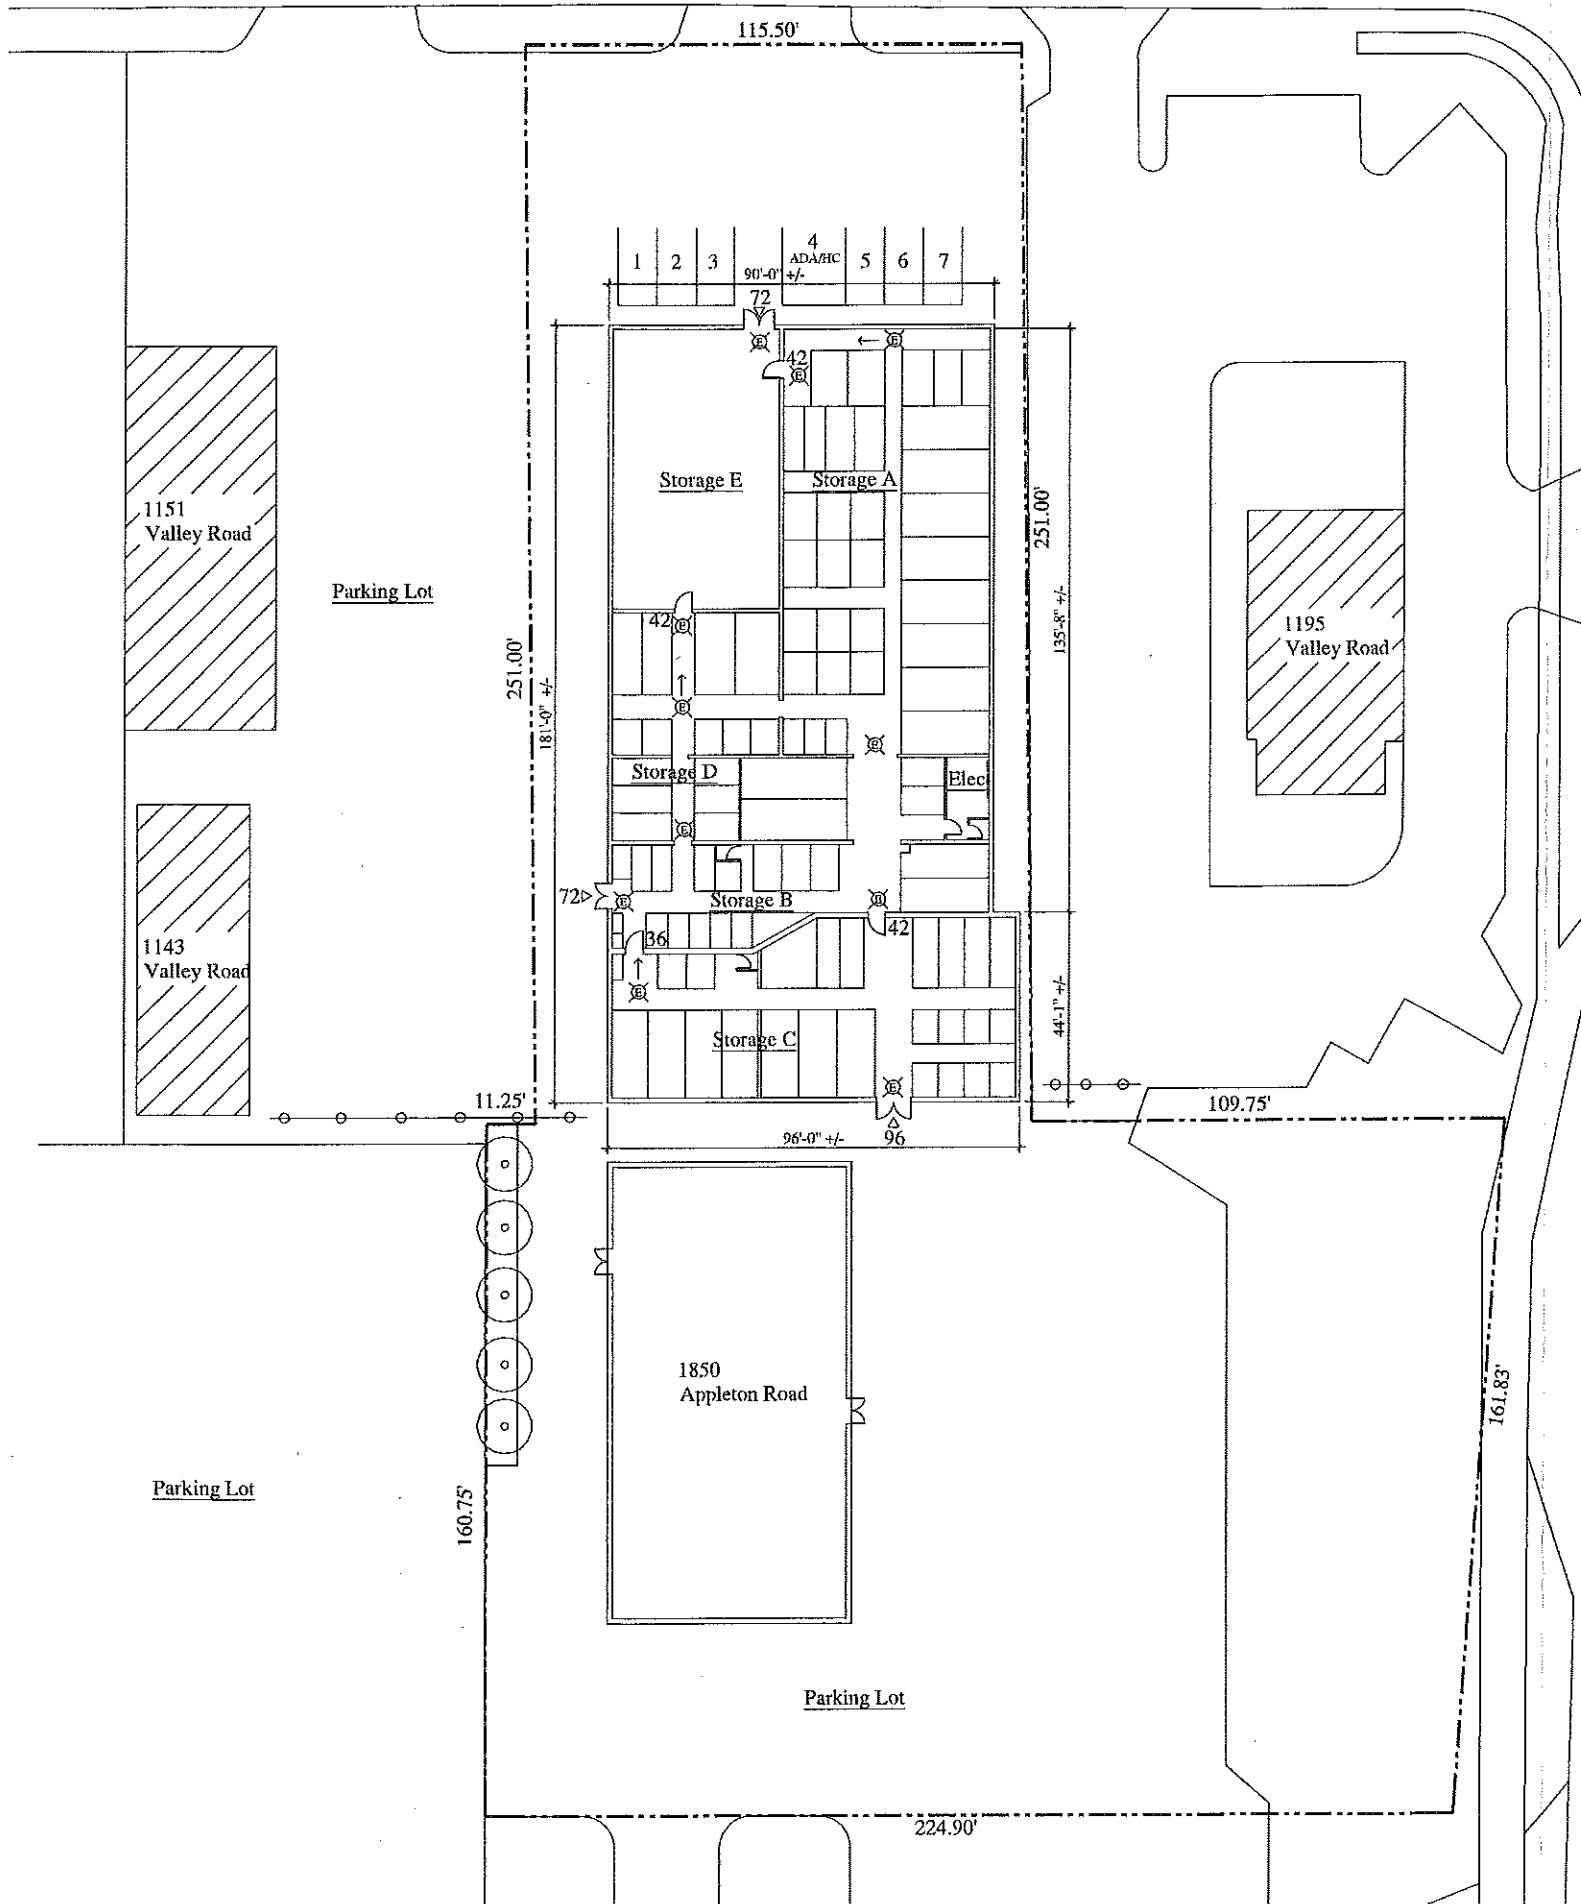 115.50'
1
2
3
4
ADA/HC
5
6
7
90'-0" +/-
72
42
E
E
E
Storage E
Storage A
1151
Valley Road
Parking Lot
251.00'
251.00'
181'-0" +/-
135'-8" +/-
1195
Valley Road
42
E
E
E
Storage D
Elec
E
72
E
Storage B
E
36
42
1143
Valley Road
E
Storage C
44'-1" +/-
E
11.25'
96'-0" +/-
96
109.75'
1850
Appleton Road
161.83'
Parking Lot
160.75'
Parking Lot
224.90'